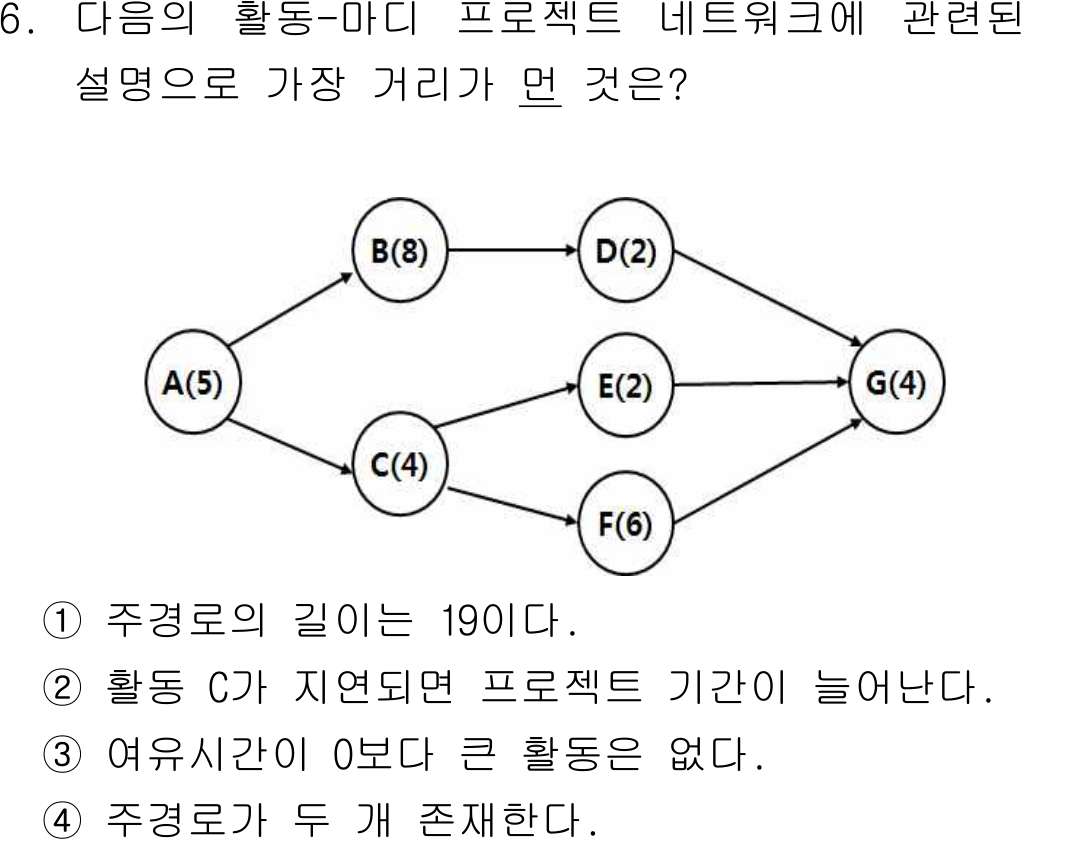 6. 다음의 활동-마디 프로젝트 네트워크에 관련된
설명으로 가장 거리가 먼 것은?
B(8)
D(2)
A(5)
E(2)
G(4)
C(4)
F(6)
① 주경로의 길이는 19이다.
② 활동 C가 지연되면 프로젝트 기간이 늘어난다.
③ 여유시간이 0보다 큰 활동은 없다.
④ 주경로가 두 개 존재한다.